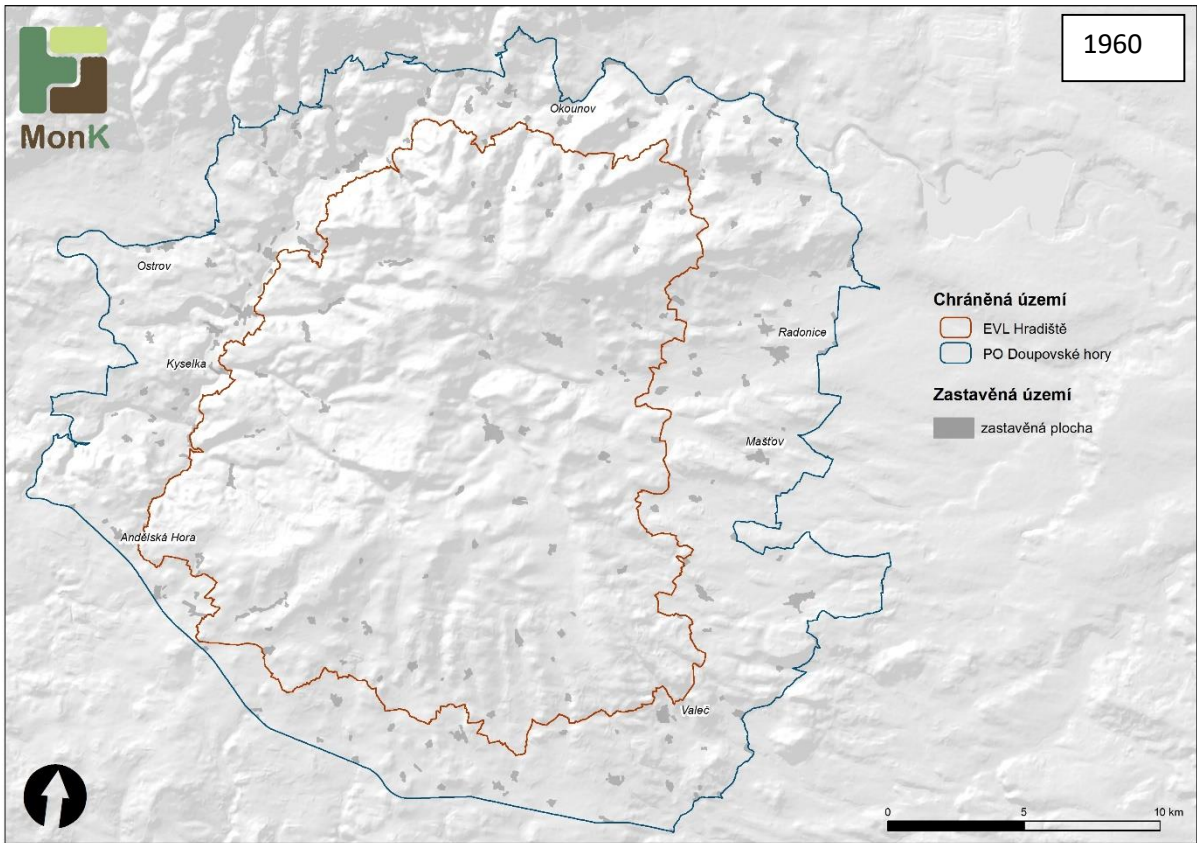 1960
MonK
Okounov
Ostrov
Kyselka
Radonice
Mašťov
Andělská Hora
Valeč
Chráněná území
EVL Hradiště
PO Doupovské hory
Zastavěná území
zastavěná plocha
0 5 10 km